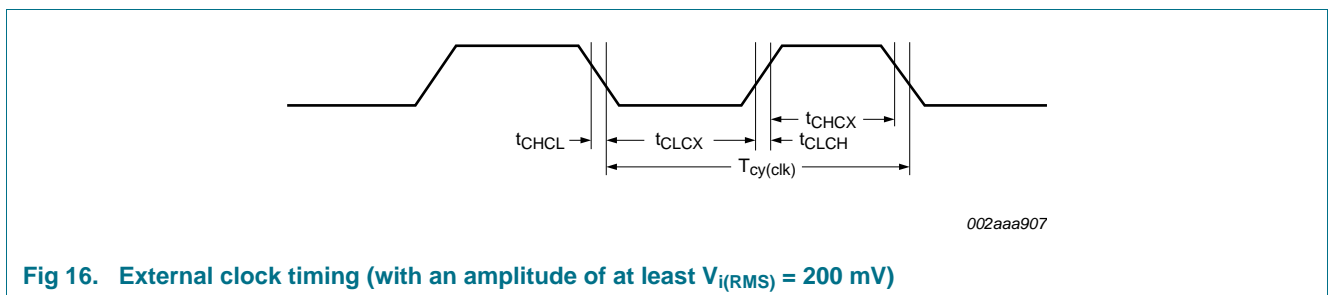 tCHCX
tCHCL
tCLCX
tCLCH
Tcy(clk)
002aaa907
Fig 16. External clock timing (with an amplitude of at least Vi(RMS) = 200 mV)